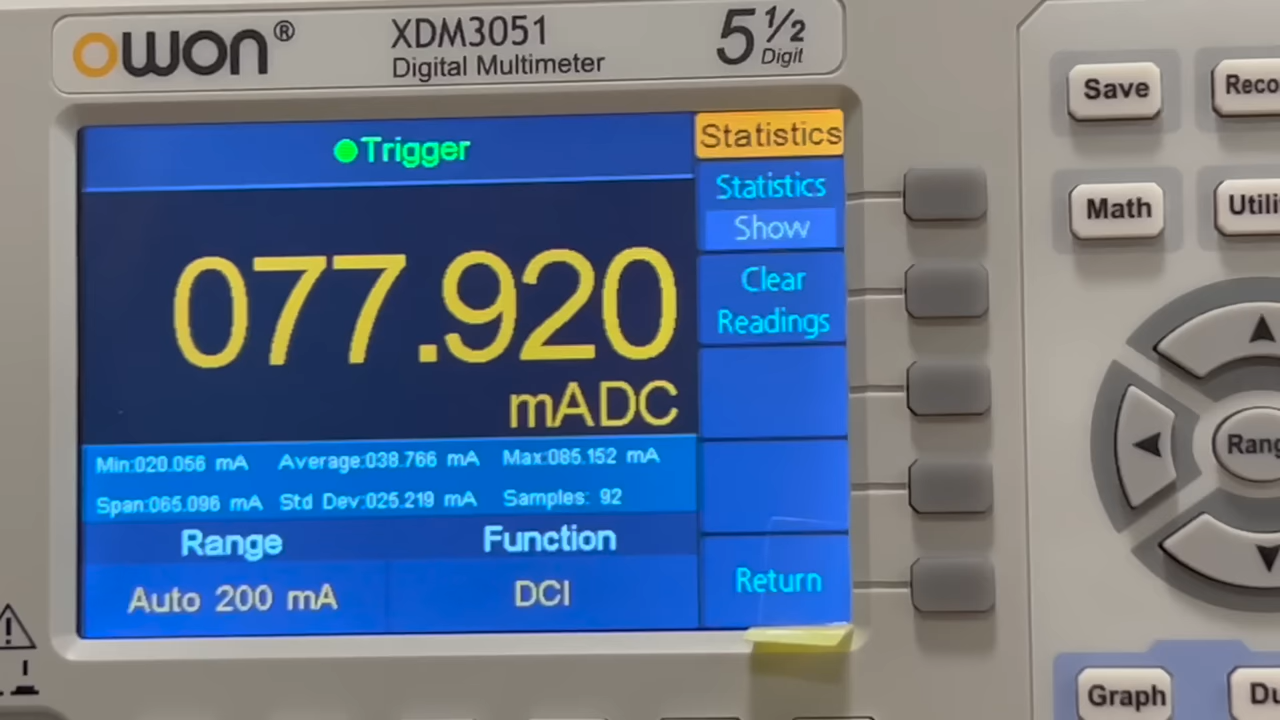 owon®
XDM3051
Digital Multimeter
5 1/2
Digit
Trigger
077.920
mADC
Min:020.056 mA Average:038.766 mA Max:085.152 mA
Span:065.096 mA Std Dev:025.219 mA Samples: 92
Range Function
Auto 200 mA DCI
Statistics
Statistics
Show
Clear
Readings
Return
Save
Reco
Math
Utili
Rang
Graph
Du